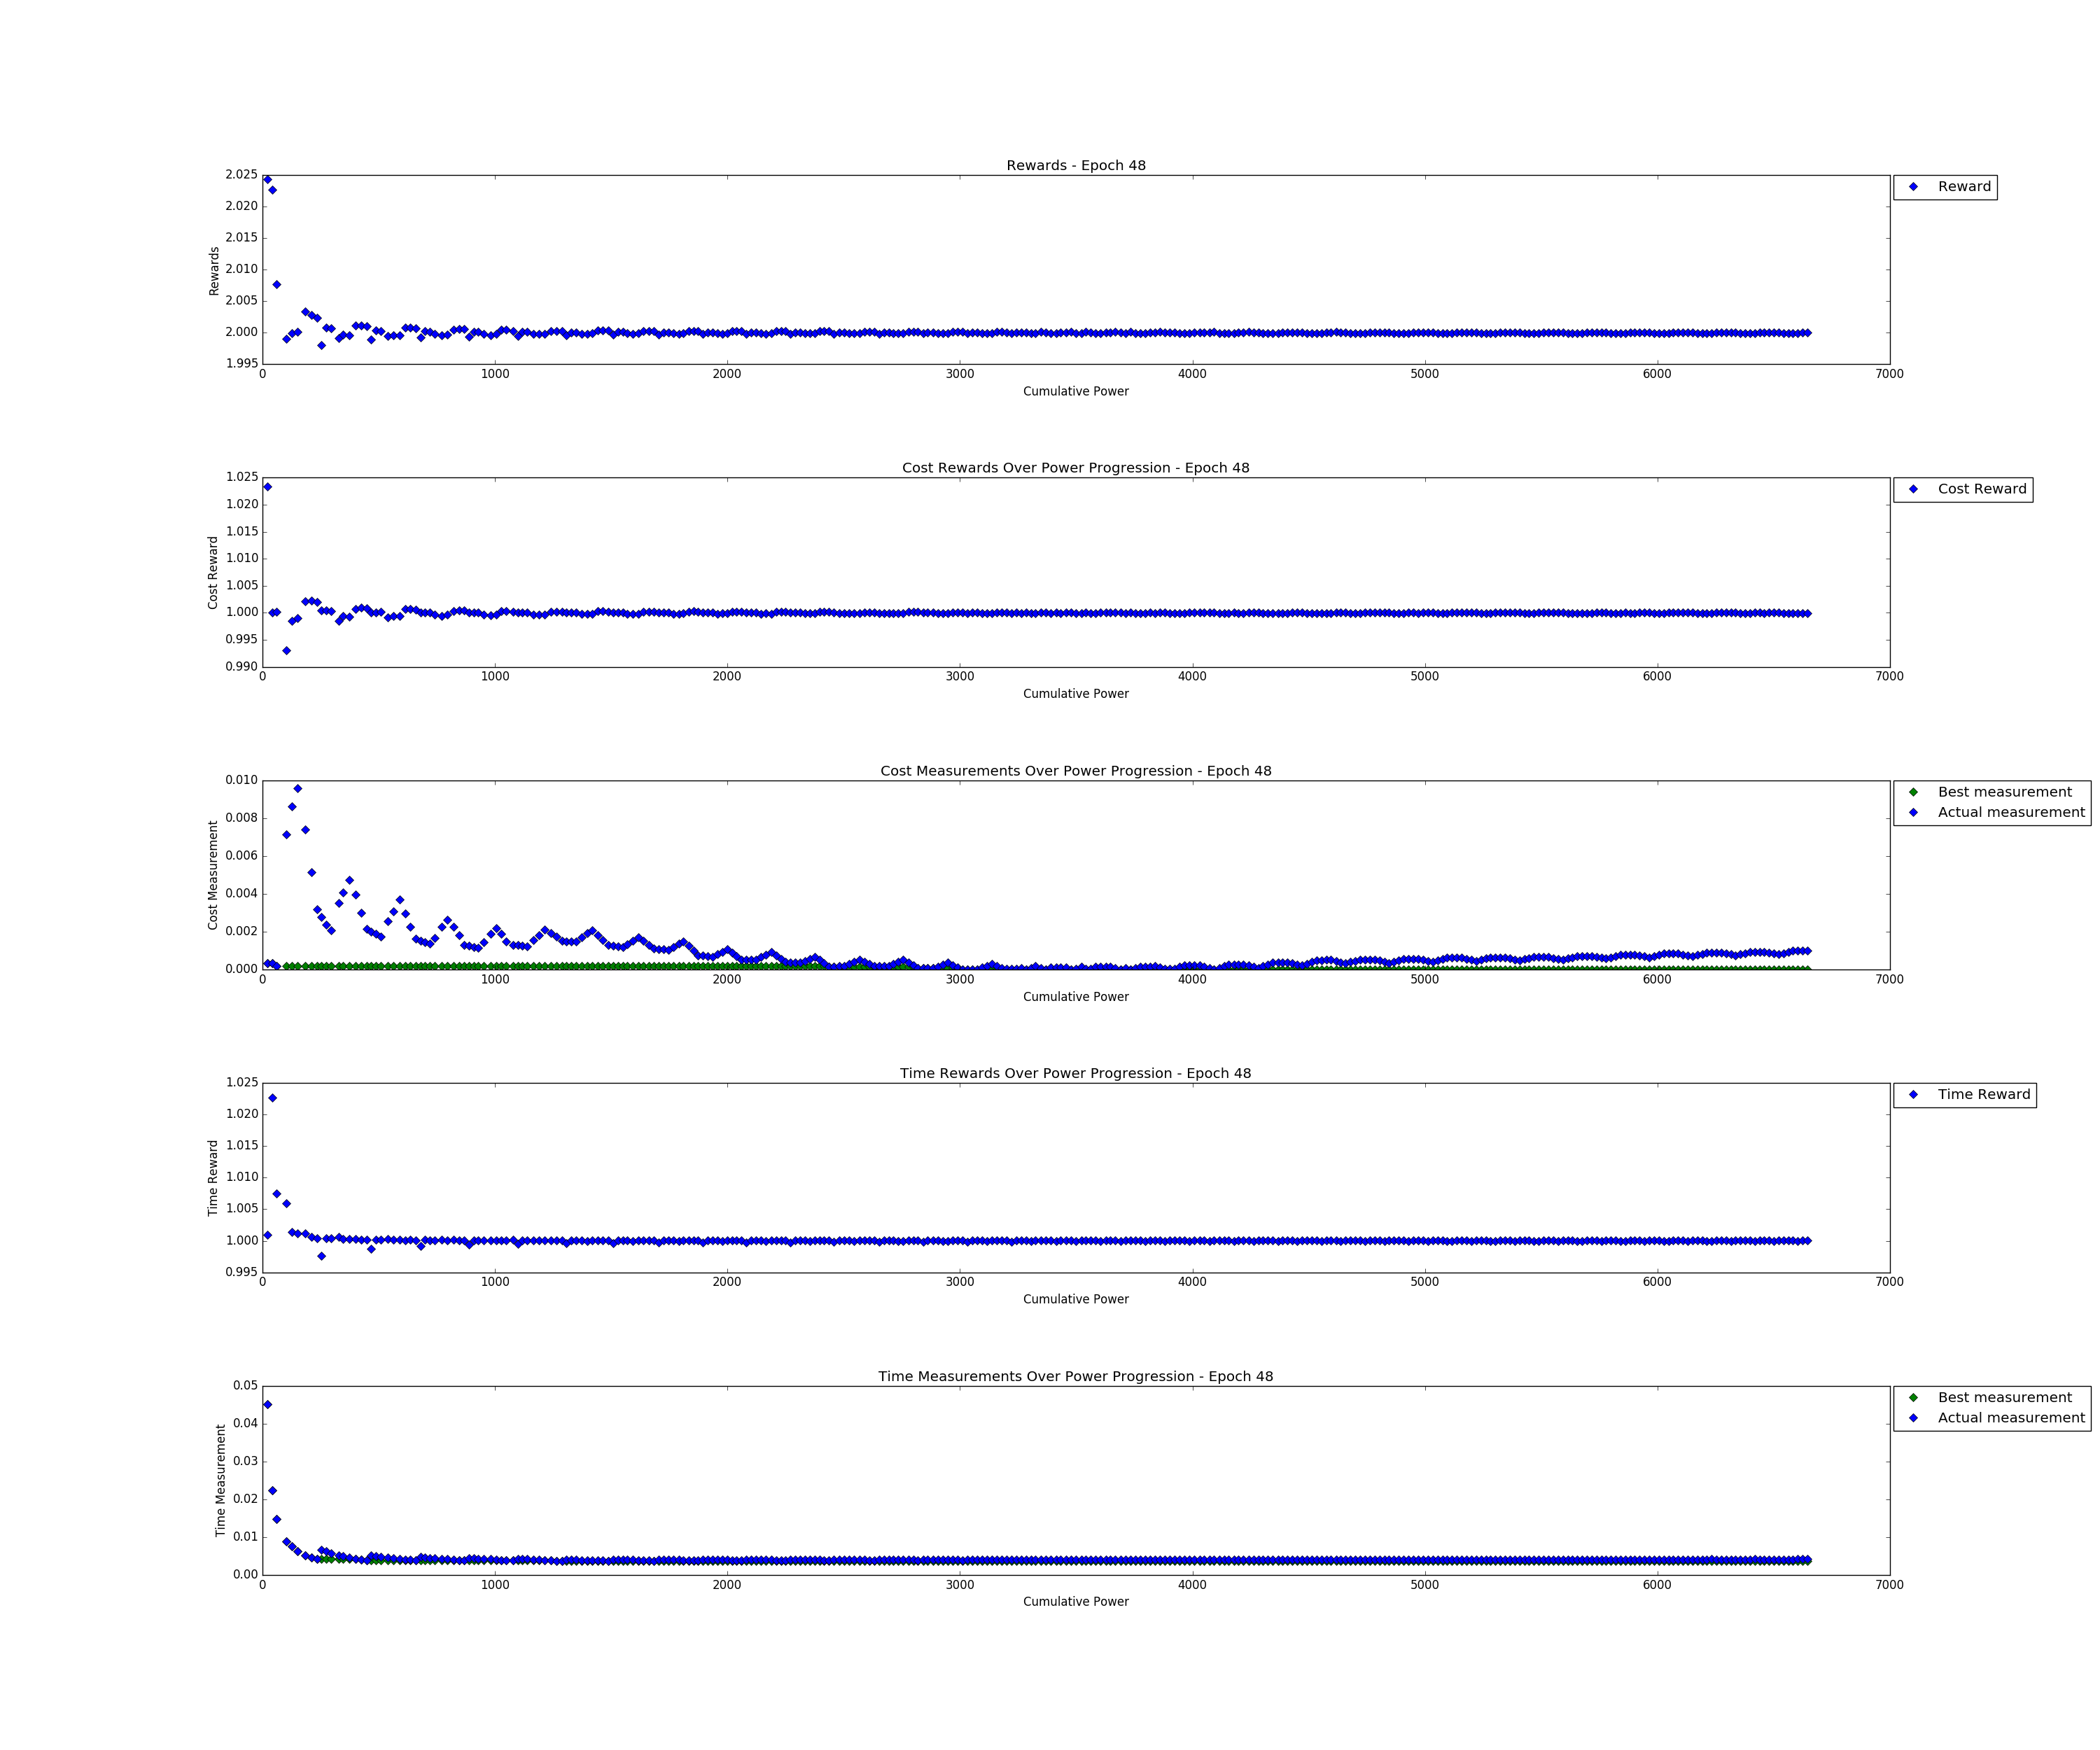 Rewards - Epoch 48
2.025
2.020
2.015
2.010
2.005
2.000
1.995
Rewards
0 1000 2000 3000 4000 5000 6000 7000
Cumulative Power
Reward
Cost Rewards Over Power Progression - Epoch 48
1.025
1.020
1.015
1.010
1.005
1.000
0.995
0.990
Cost Reward
0 1000 2000 3000 4000 5000 6000 7000
Cumulative Power
Cost Reward
Cost Measurements Over Power Progression - Epoch 48
0.010
0.008
0.006
0.004
0.002
0.000
Cost Measurement
0 1000 2000 3000 4000 5000 6000 7000
Cumulative Power
Best measurement
Actual measurement
Time Rewards Over Power Progression - Epoch 48
1.025
1.020
1.015
1.010
1.005
1.000
0.995
Time Reward
0 1000 2000 3000 4000 5000 6000 7000
Cumulative Power
Time Reward
Time Measurements Over Power Progression - Epoch 48
0.05
0.04
0.03
0.02
0.01
0.00
Time Measurement
0 1000 2000 3000 4000 5000 6000 7000
Cumulative Power
Best measurement
Actual measurement